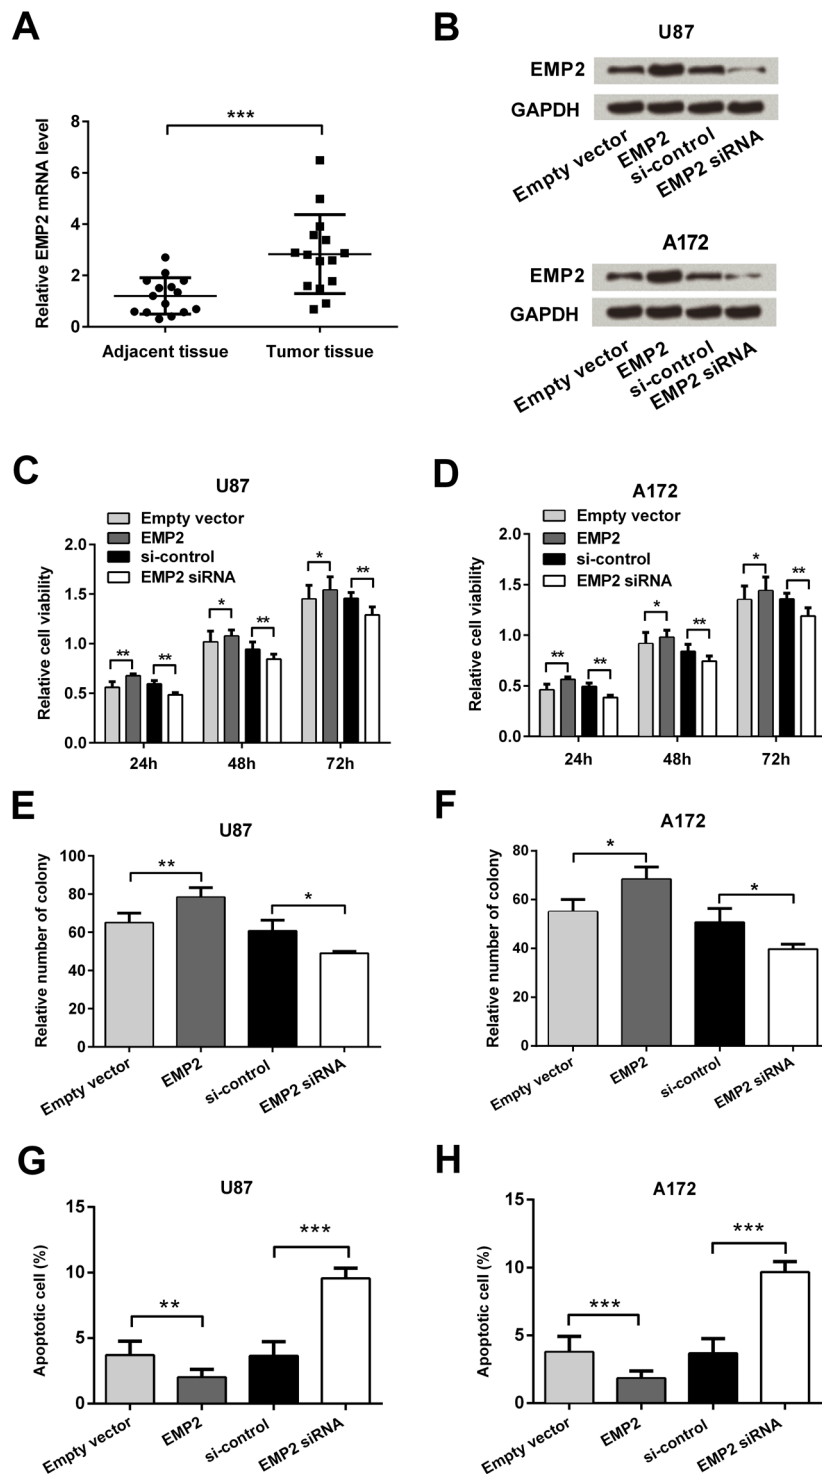 A
***
Relative EMP2 mRNA level
8
6
4
2
0
Adjacent tissue
Tumor tissue
B
U87
EMP2
GAPDH
Empty vector
EMP2
si-control
EMP2 siRNA
A172
EMP2
GAPDH
Empty vector
EMP2
si-control
EMP2 siRNA
C
U87
Empty vector
EMP2
si-control
EMP2 siRNA
Relative cell viability
2.0
1.5
1.0
0.5
0.0
**
**
*
**
*
**
24h
48h
72h
D
A172
Empty vector
EMP2
si-control
EMP2 siRNA
Relative cell viability
2.0
1.5
1.0
0.5
0.0
**
**
*
**
*
**
24h
48h
72h
E
U87
Relative number of colony
100
80
60
40
20
0
**
*
Empty vector
EMP2
si-control
EMP2 siRNA
F
A172
Relative number of colony
80
60
40
20
0
*
*
Empty vector
EMP2
si-control
EMP2 siRNA
G
U87
Apoptotic cell (%)
15
10
5
0
**
***
Empty vector
EMP2
si-control
EMP2 siRNA
H
A172
Apoptotic cell (%)
15
10
5
0
***
***
Empty vector
EMP2
si-control
EMP2 siRNA